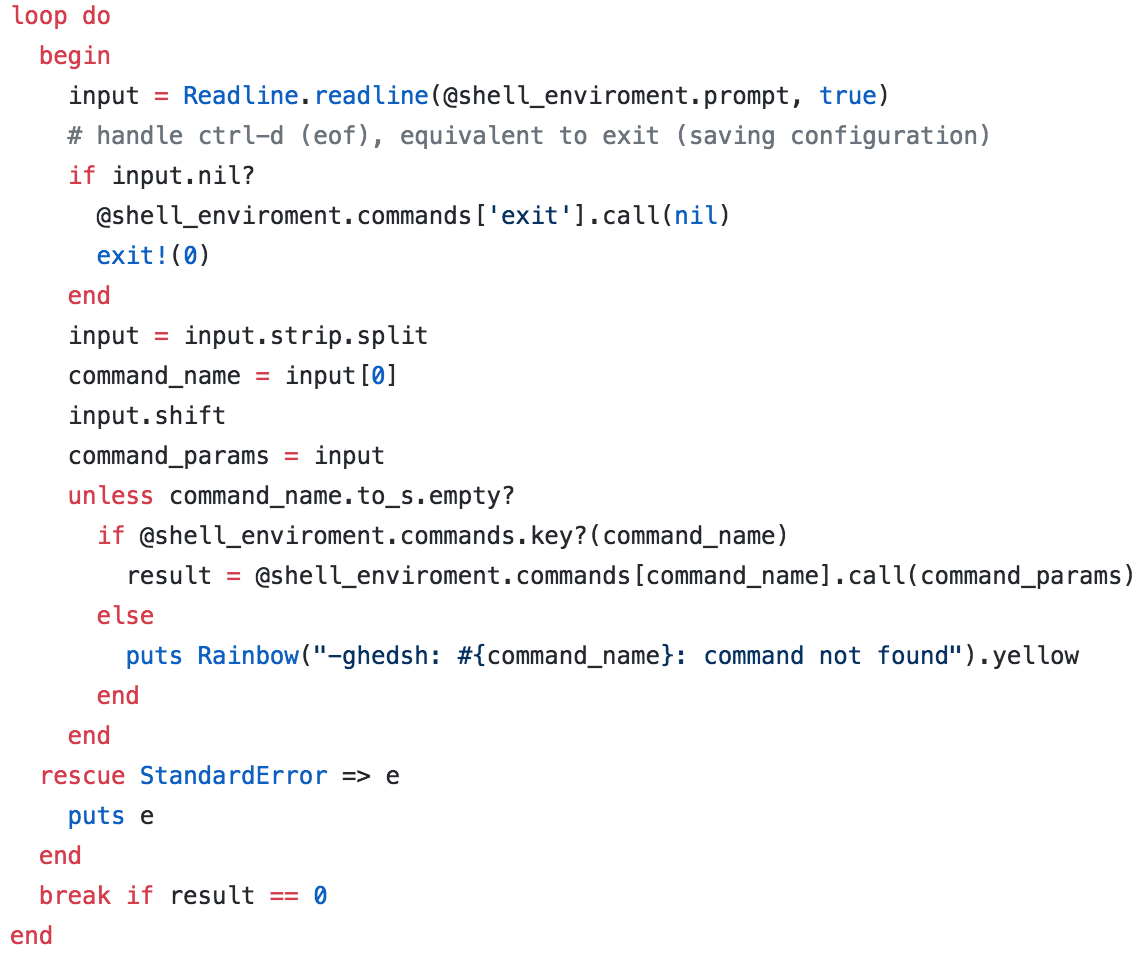 loop do
  begin
    input = Readline.readline(@shell_enviroment.prompt, true)
    # handle ctrl-d (eof), equivalent to exit (saving configuration)
    if input.nil?
      @shell_enviroment.commands['exit'].call(nil)
      exit!(0)
    end
    input = input.strip.split
    command_name = input[0]
    input.shift
    command_params = input
    unless command_name.to_s.empty?
      if @shell_enviroment.commands.key?(command_name)
        result = @shell_enviroment.commands[command_name].call(command_params)
      else
        puts Rainbow("-ghedsh: #{command_name}: command not found").yellow
      end
    end
  rescue StandardError => e
    puts e
  end
  break if result == 0
end